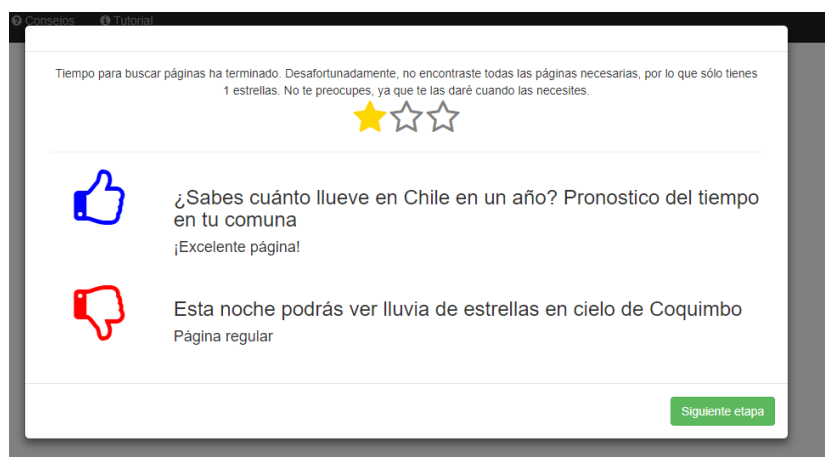 Consejos Tutorial
Tiempo para buscar páginas ha terminado. Desafortunadamente, no encontraste todas las páginas necesarias, por lo que sólo tienes
1 estrellas. No te preocupes, ya que te las daré cuando las necesites.
¿Sabes cuánto llueve en Chile en un año? Pronostico del tiempo
en tu comuna
¡Excelente página!
Esta noche podrás ver lluvia de estrellas en cielo de Coquimbo
Página regular
Siguiente etapa